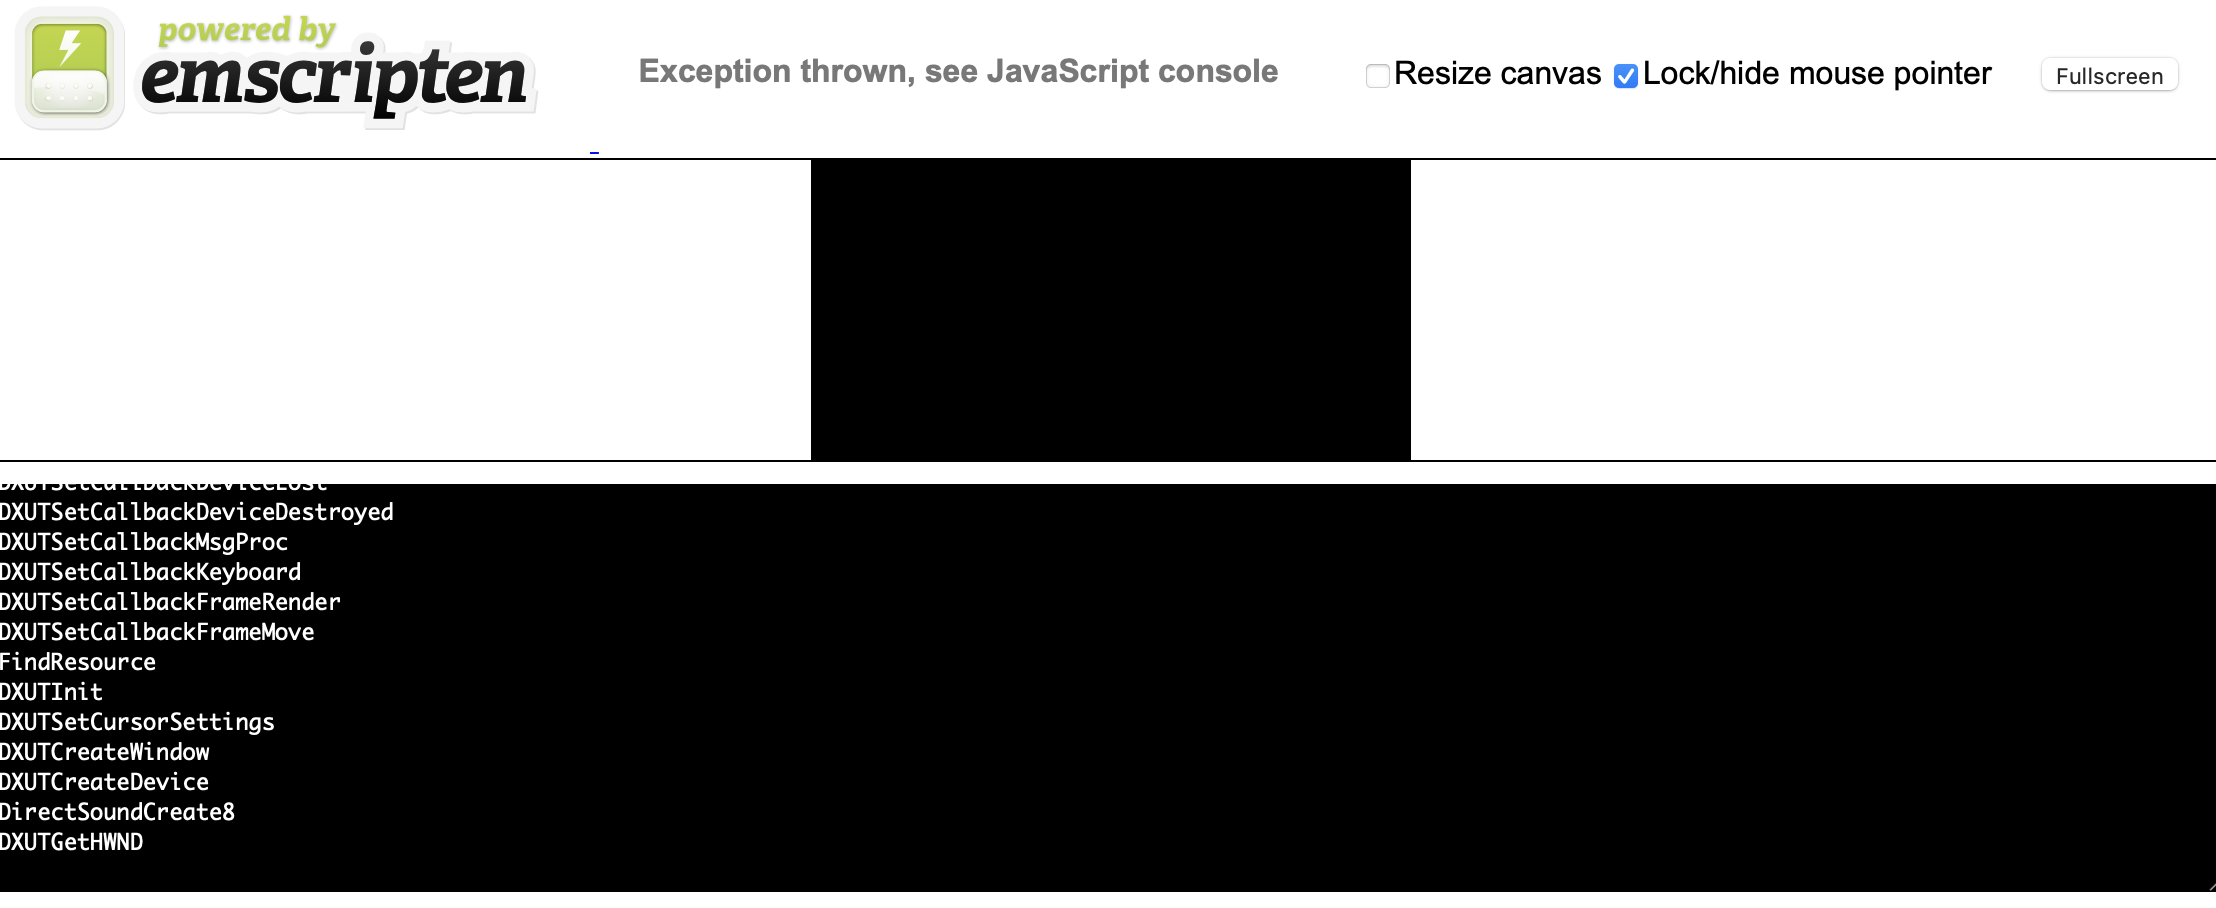 powered by
emscripten
Exception thrown, see JavaScript console
Resize canvas
Lock/hide mouse pointer
Fullscreen
DXUTSetCallbackDeviceLost
DXUTSetCallbackDeviceDestroyed
DXUTSetCallbackMsgProc
DXUTSetCallbackKeyboard
DXUTSetCallbackFrameRender
DXUTSetCallbackFrameMove
FindResource
DXUTInit
DXUTSetCursorSettings
DXUTCreateWindow
DXUTCreateDevice
DirectSoundCreate8
DXUTGetHWND